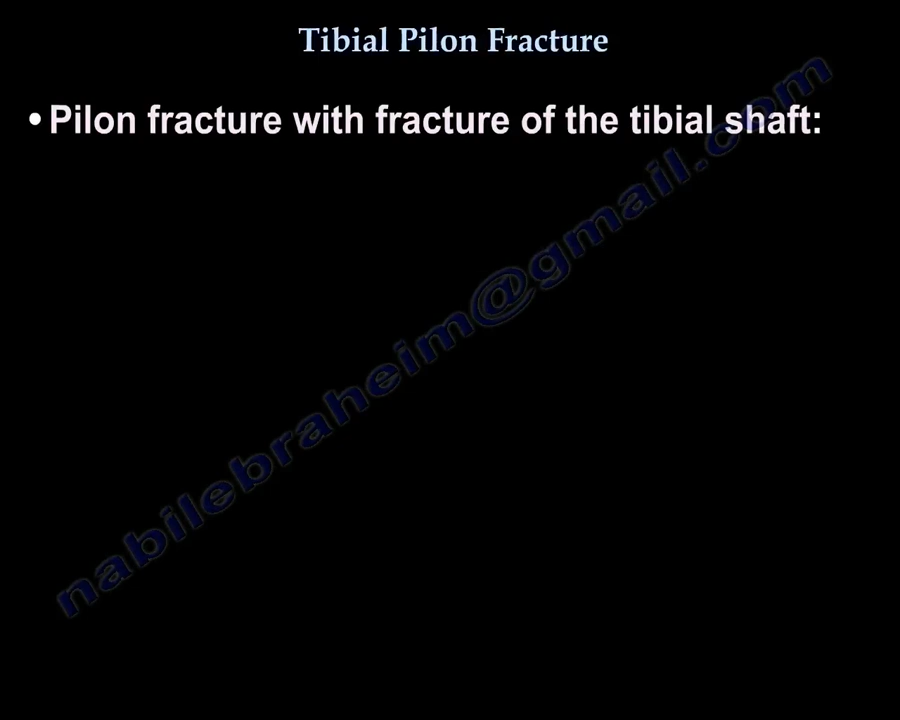 Tibial Pilon Fracture
• Pilon fracture with fracture of the tibial shaft:
nabilebraheim@gmail.com